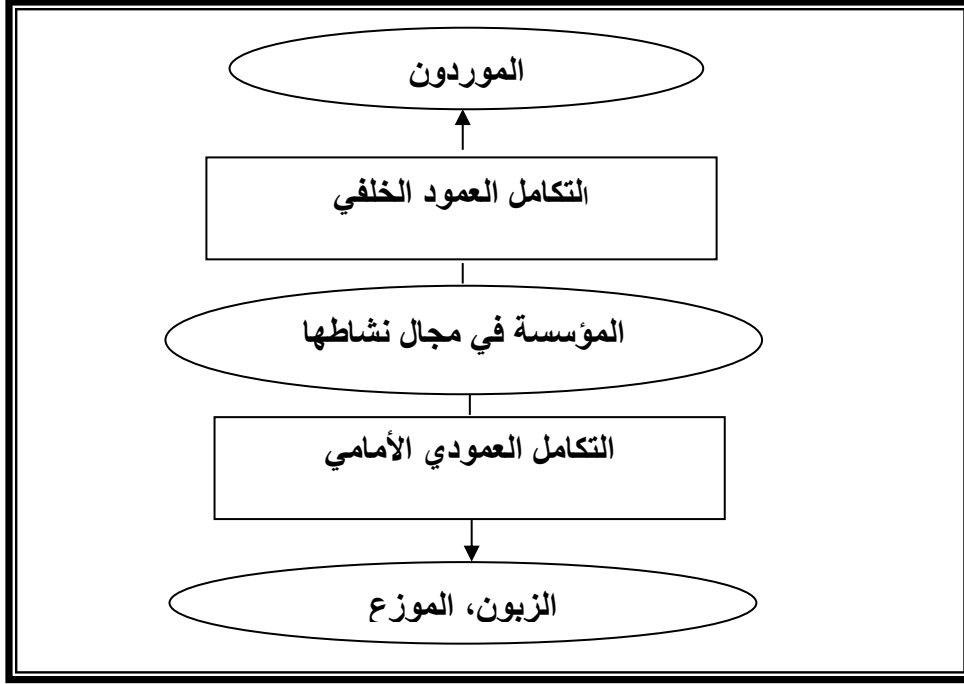 الموردون
التكامل العمود الخلفي
المؤسسة في مجال نشاطها
التكامل العمودي الأمامي
الزبون، الموزع